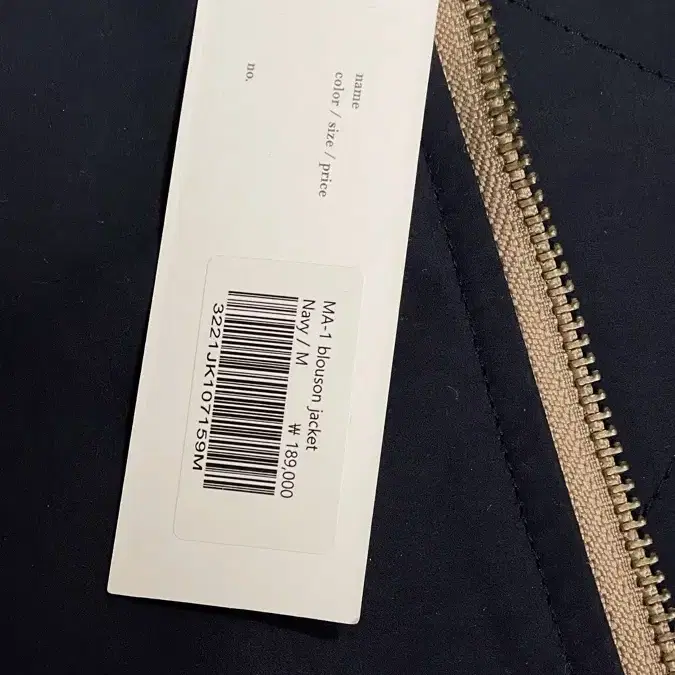 name
color / size / price
no.
MA-1 blouson jacket
Navy / M
₩ 189,000
3221JK107159M